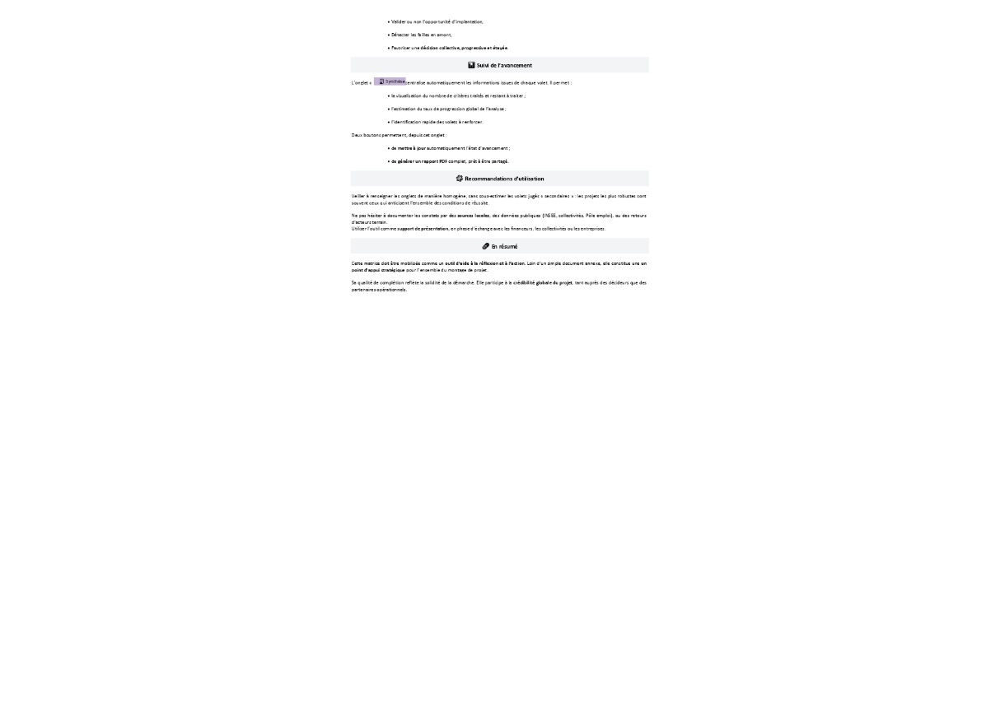 • Valider ou non l'opportunité d'implantation,
• Détecter les failles en amont,
• Favoriser une décision collective, progressive et étayée.
Suivi de l'avancement
L'onglet « Synthèse centralise automatiquement les informations issues de chaque volet. Il permet :
• la visualisation du nombre de critères traités et restant à traiter ;
• l'estimation du taux de progression global de l'analyse ;
• l'identification rapide des volets à renforcer.
Deux boutons permettent, depuis cet onglet :
• de mettre à jour automatiquement l'état d'avancement ;
• de générer un rapport PDF complet, prêt à être partagé.
Recommandations d'utilisation
Veiller à renseigner les onglets de manière homogène, sans sous-estimer les volets jugés « secondaires » : les projets les plus robustes sont
souvent ceux qui anticipent l'ensemble des conditions de réussite.
Ne pas hésiter à documenter les constats par des sources locales, des données publiques (INSEE, collectivités, Pôle emploi), ou des retours
d'acteurs terrain.
Utiliser l'outil comme support de présentation, en phase d'échange avec les financeurs, les collectivités ou les entreprises.
En résumé
Cette matrice doit être mobilisée comme un outil d'aide à la réflexion et à l'action. Loin d'un simple document annexe, elle constitue une un
point d'appui stratégique pour l'ensemble du montage de projet.
Sa qualité de complétion reflète la solidité de la démarche. Elle participe à la crédibilité globale du projet, tant auprès des décideurs que des
partenaires opérationnels.